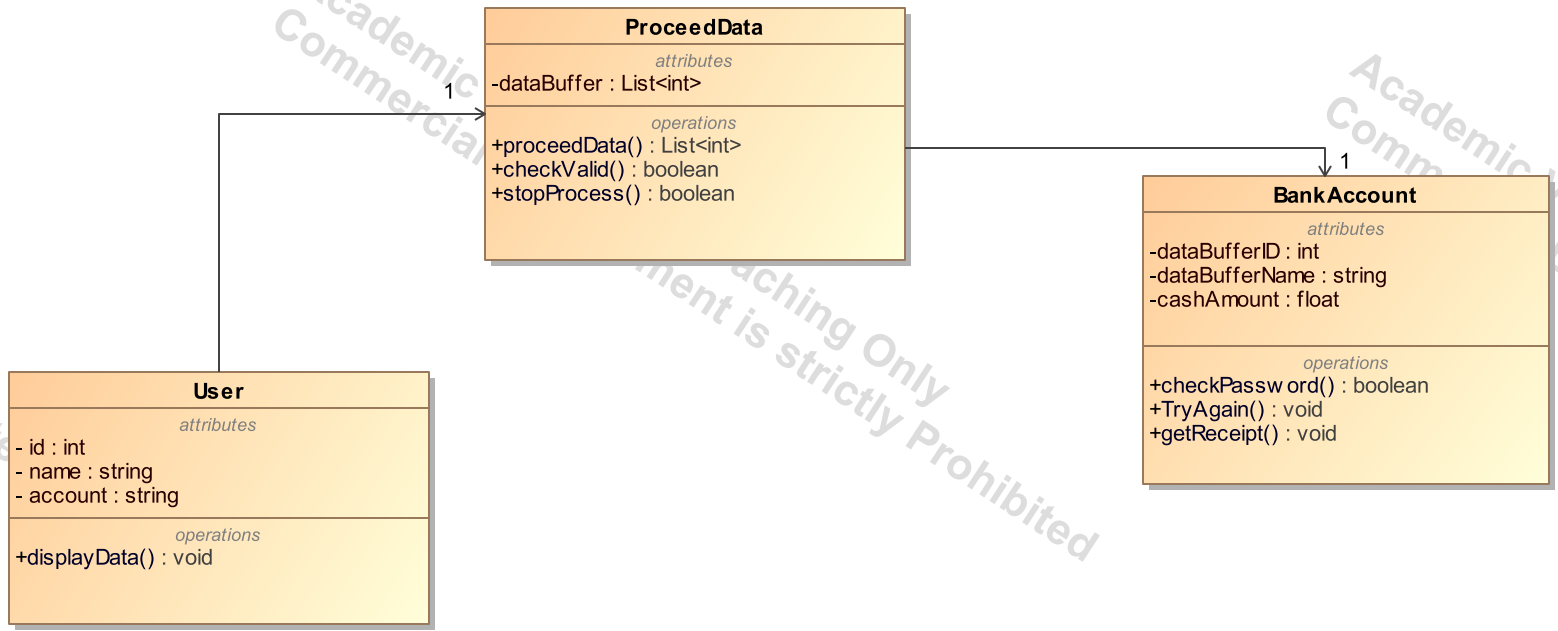 ProceedData
attributes
-dataBuffer : List<int>
operations
+proceedData() : List<int>
+checkValid() : boolean
+stopProcess() : boolean
1
1
BankAccount
attributes
-dataBufferID : int
-dataBufferName : string
-cashAmount : float
operations
+checkPassword() : boolean
+TryAgain() : void
+getReceipt() : void
User
attributes
- id : int
- name : string
- account : string
operations
+displayData() : void
Academic
Commercial
aching Only
ment is strictly Prohibited
Academic
Comm